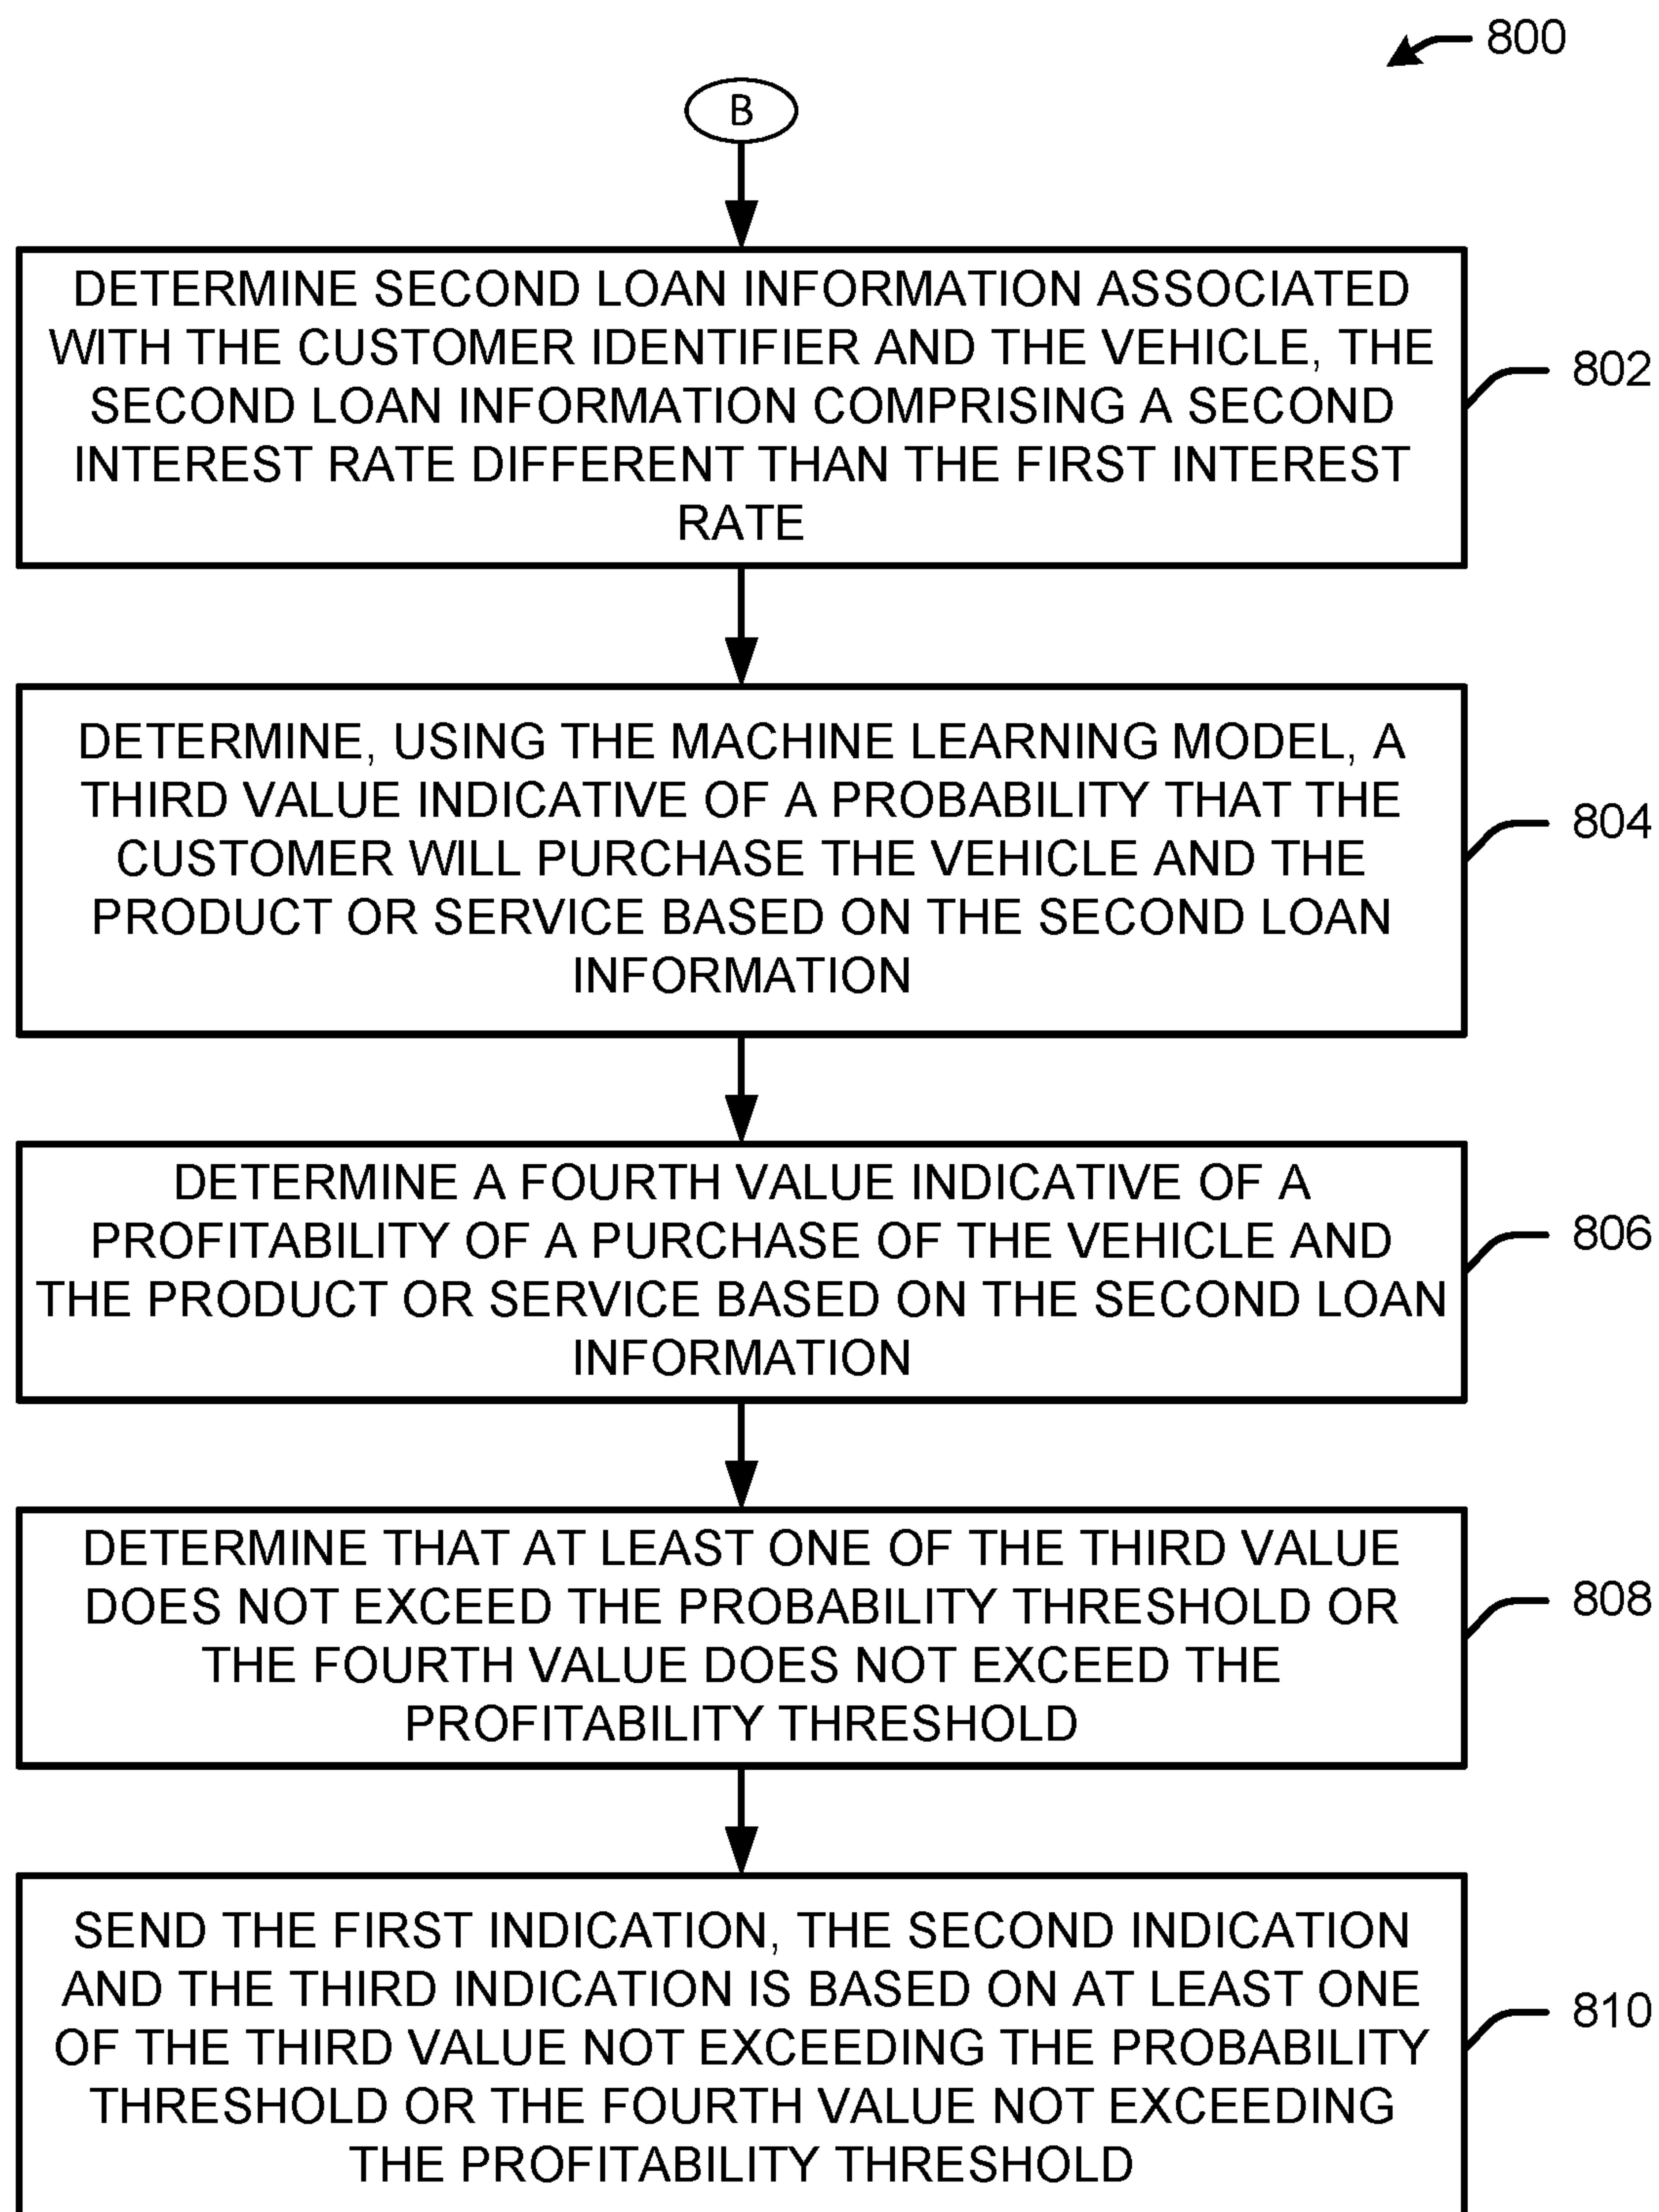 800
B
DETERMINE SECOND LOAN INFORMATION ASSOCIATED
WITH THE CUSTOMER IDENTIFIER AND THE VEHICLE, THE
SECOND LOAN INFORMATION COMPRISING A SECOND
INTEREST RATE DIFFERENT THAN THE FIRST INTEREST
RATE
802
DETERMINE, USING THE MACHINE LEARNING MODEL, A
THIRD VALUE INDICATIVE OF A PROBABILITY THAT THE
CUSTOMER WILL PURCHASE THE VEHICLE AND THE
PRODUCT OR SERVICE BASED ON THE SECOND LOAN
INFORMATION
804
DETERMINE A FOURTH VALUE INDICATIVE OF A
PROFITABILITY OF A PURCHASE OF THE VEHICLE AND
THE PRODUCT OR SERVICE BASED ON THE SECOND LOAN
INFORMATION
806
DETERMINE THAT AT LEAST ONE OF THE THIRD VALUE
DOES NOT EXCEED THE PROBABILITY THRESHOLD OR
THE FOURTH VALUE DOES NOT EXCEED THE
PROFITABILITY THRESHOLD
808
SEND THE FIRST INDICATION, THE SECOND INDICATION
AND THE THIRD INDICATION IS BASED ON AT LEAST ONE
OF THE THIRD VALUE NOT EXCEEDING THE PROBABILITY
THRESHOLD OR THE FOURTH VALUE NOT EXCEEDING
THE PROFITABILITY THRESHOLD
810